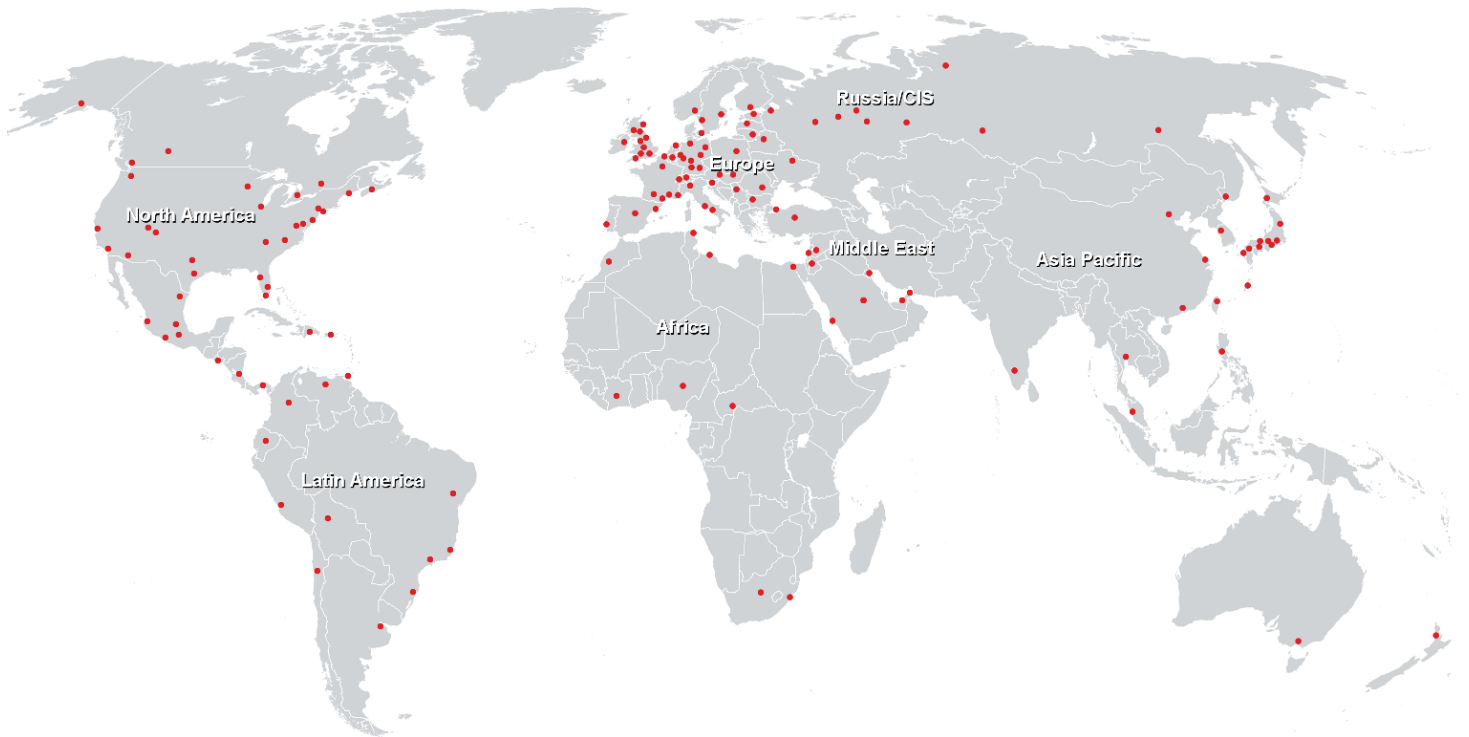 Russia/CIS
Europe
North America
Middle East
Asia Pacific
Africa
Latin America